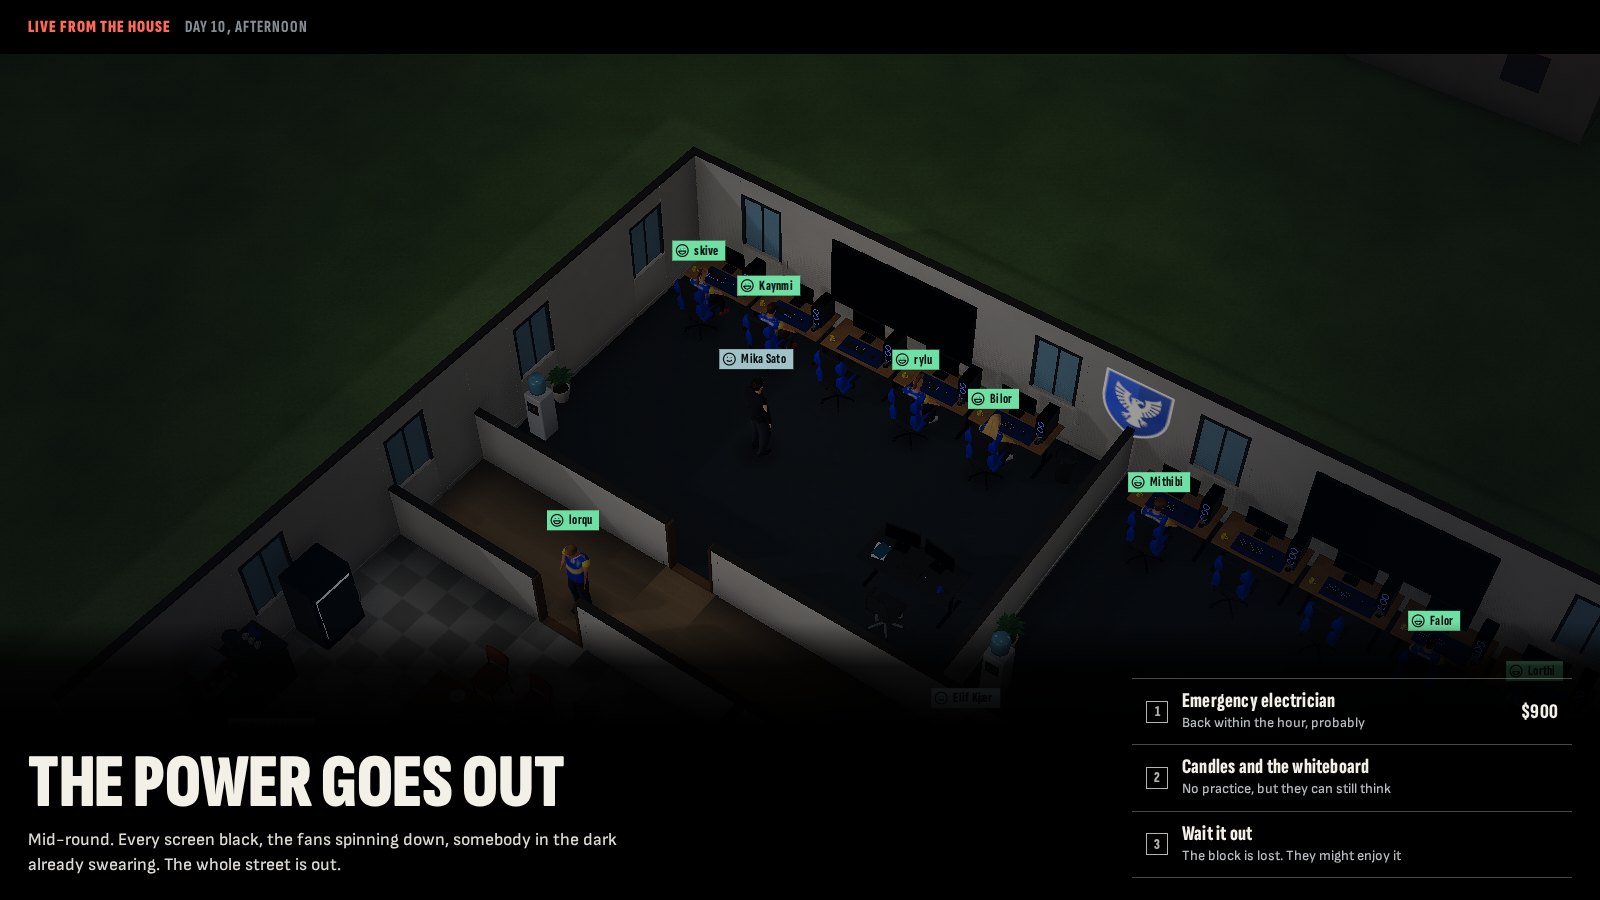 LIVE FROM THE HOUSE DAY 10, AFTERNOON
skive
Kaynmi
Mika Sato
rylu
Bilor
Mithibi
lorqu
Falor
Lorthi
Elif Kjær
1 Emergency electrician $900
Back within the hour, probably
2 Candles and the whiteboard
No practice, but they can still think
3 Wait it out
The block is lost. They might enjoy it
THE POWER GOES OUT
Mid-round. Every screen black, the fans spinning down, somebody in the dark
already swearing. The whole street is out.